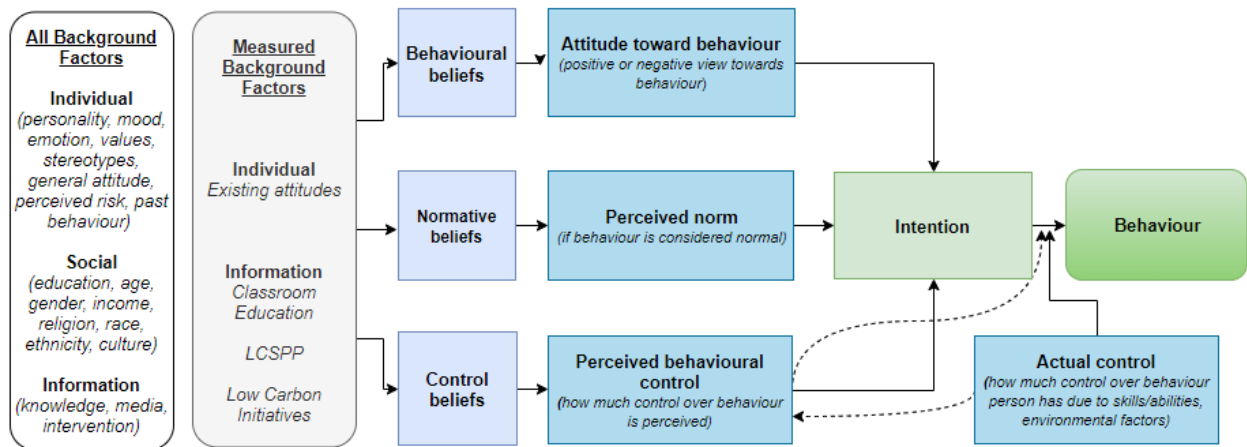 All Background
Factors
Individual
(personality, mood,
emotion, values,
stereotypes,
general attitude,
perceived risk, past
behaviour)
Social
(education, age,
gender, income,
religion, race,
ethnicity, culture)
Information
(knowledge, media,
intervention)
Measured
Background
Factors
Individual
Existing attitudes
Information
Classroom
Education
LCSPP
Low Carbon
Initiatives
Behavioural
beliefs
Attitude toward behaviour
(positive or negative view towards
behaviour)
Normative
beliefs
Perceived norm
(if behaviour is considered normal)
Control
beliefs
Perceived behavioural
control
(how much control over behaviour
is perceived)
Intention
Behaviour
Actual control
(how much control over behaviour
person has due to skills/abilities,
environmental factors)